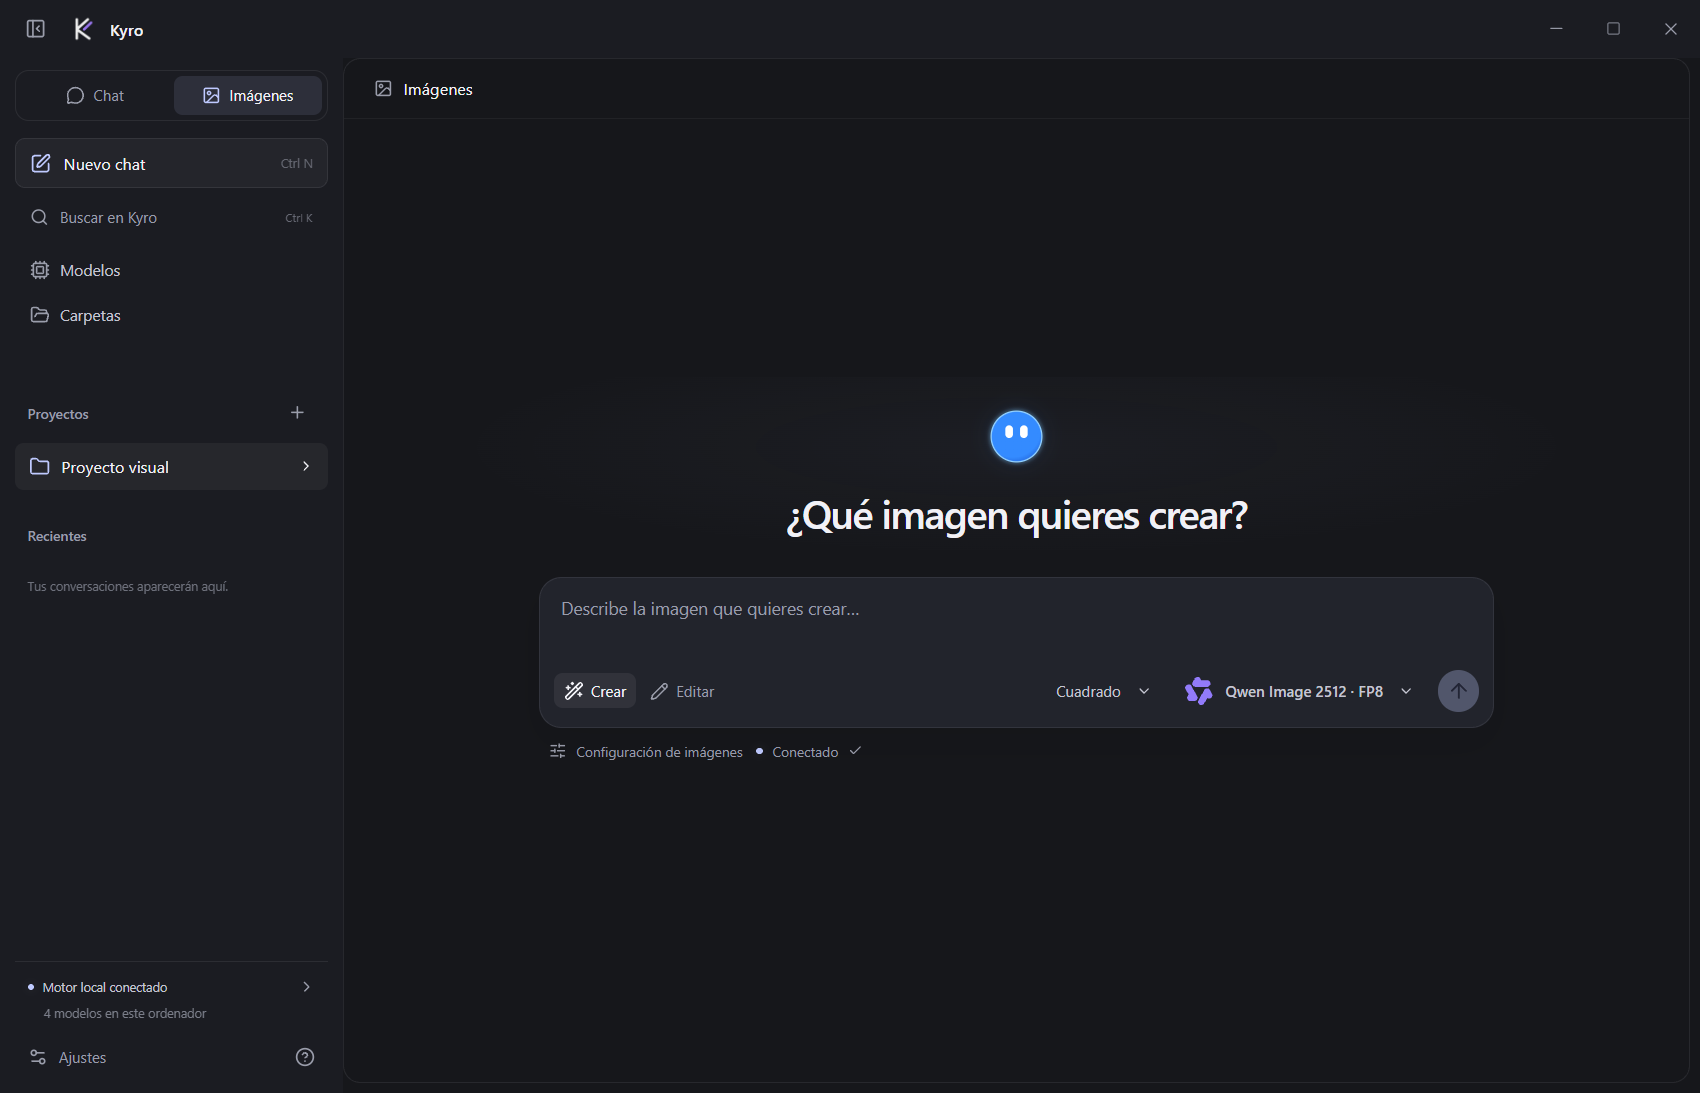 Kyro
Chat
Imágenes
Nuevo chat
Ctrl N
Buscar en Kyro
Ctrl K
Modelos
Carpetas
Proyectos
Proyecto visual
Recientes
Tus conversaciones aparecerán aquí.
Motor local conectado
4 modelos en este ordenador
Ajustes
Imágenes
¿Qué imagen quieres crear?
Describe la imagen que quieres crear...
Crear
Editar
Cuadrado
Qwen Image 2512 · FP8
Configuración de imágenes
Conectado